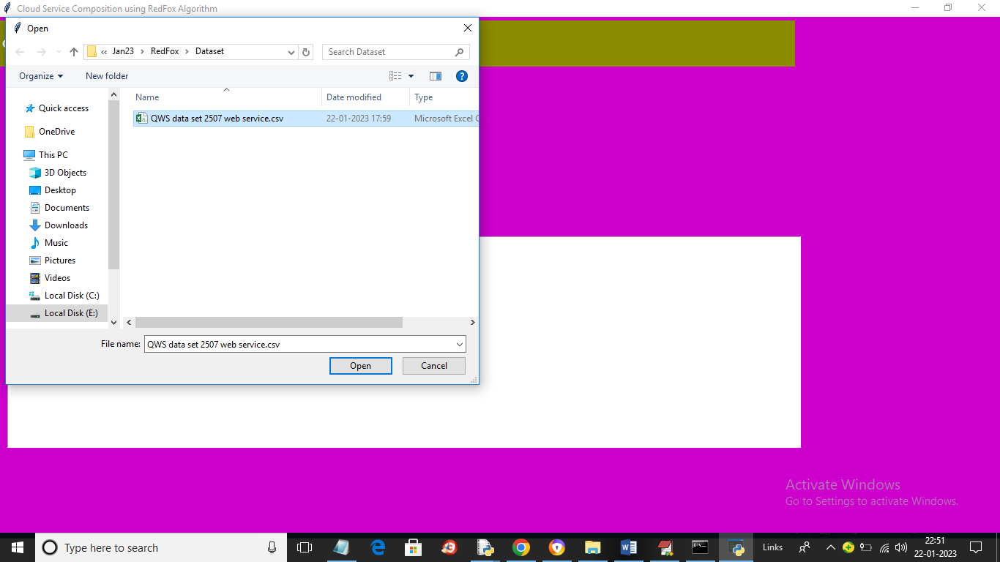 Cloud Service Composition using RedFox Algorithm
Open
« Jan23 > RedFox > Dataset
Search Dataset
Organize
New folder
Name
Date modified
Type
QWS data set 2507 web service.csv
22-01-2023 17:59
Microsoft Excel C
Quick access
OneDrive
This PC
3D Objects
Desktop
Documents
Downloads
Music
Pictures
Videos
Local Disk (C:)
Local Disk (E:)
File name:
QWS data set 2507 web service.csv
Open
Cancel
Activate Windows
Go to Settings to activate Windows.
Type here to search
Links
22:51
22-01-2023